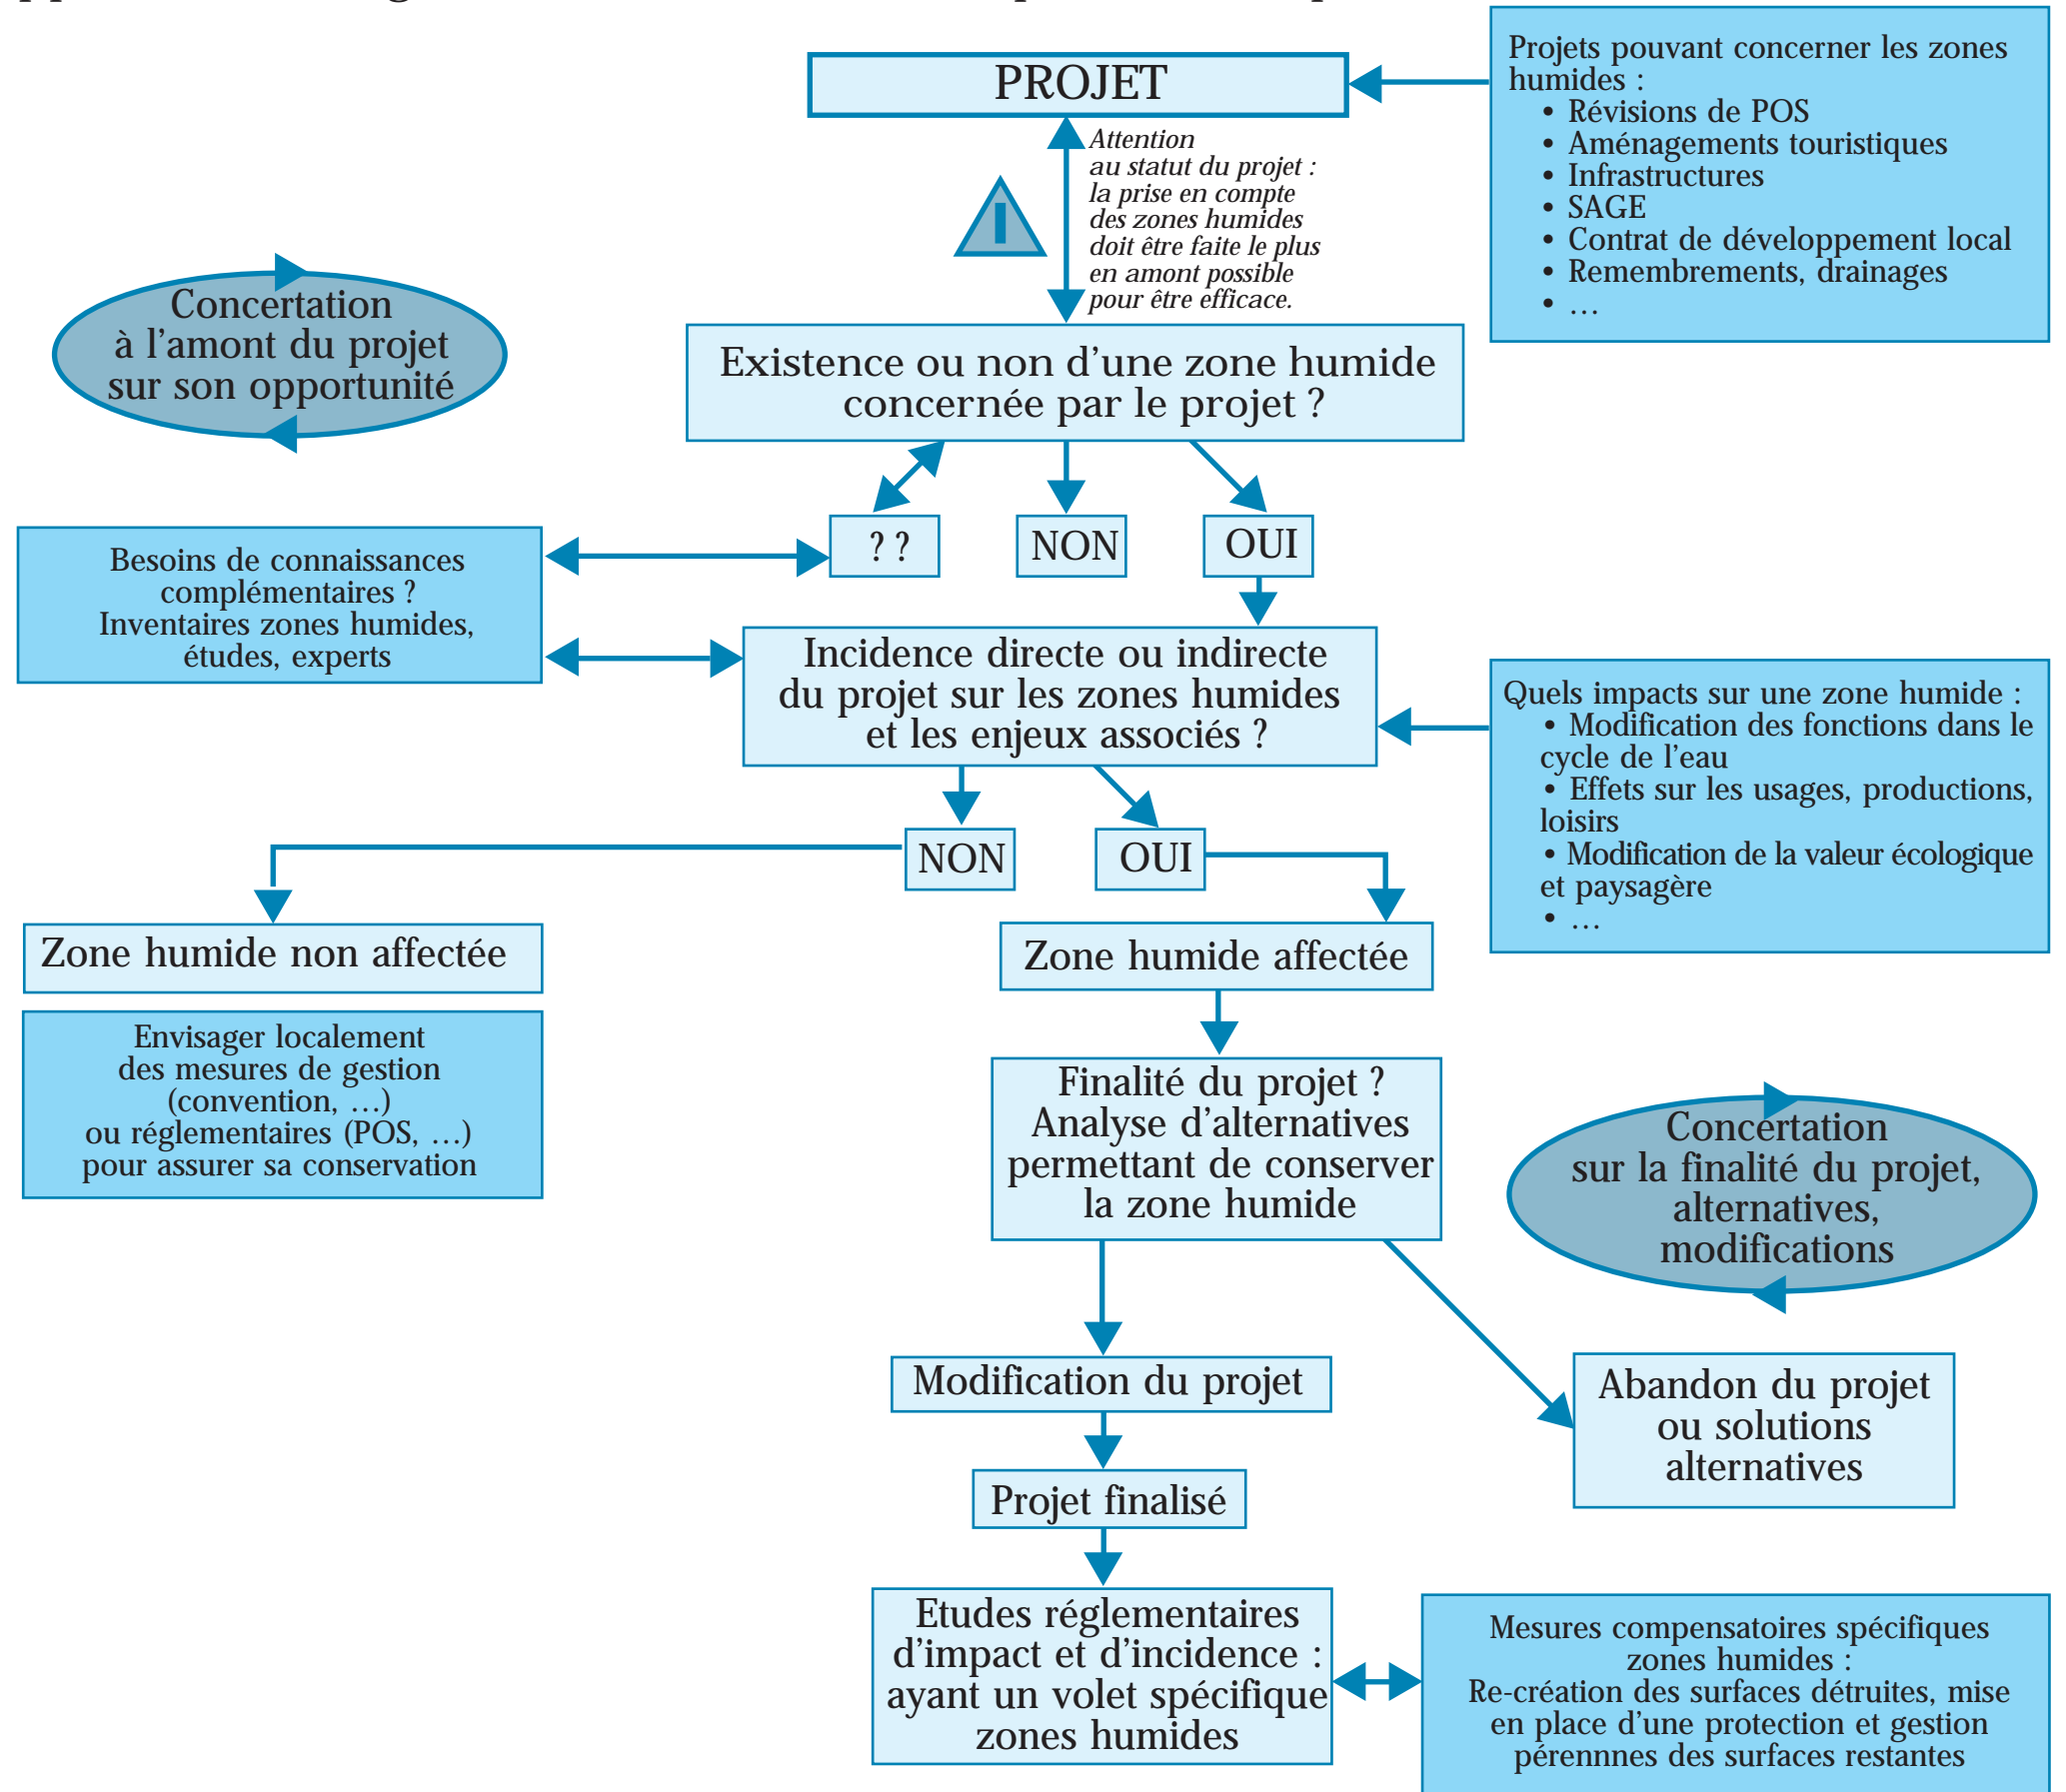 PROJET
Projets pouvant concerner les zones
humides :
• Révisions de POS
• Aménagements touristiques
• Infrastructures
• SAGE
• Contrat de développement local
• Remembrements, drainages
• …
Attention
au statut du projet :
la prise en compte
des zones humides
doit être faite le plus
en amont possible
pour être efficace.
Concertation
à l’amont du projet
sur son opportunité
Existence ou non d’une zone humide
concernée par le projet ?
? ?
NON
OUI
Besoins de connaissances
complémentaires ?
Inventaires zones humides,
études, experts
Incidence directe ou indirecte
du projet sur les zones humides
et les enjeux associés ?
Quels impacts sur une zone humide :
• Modification des fonctions dans le
cycle de l’eau
• Effets sur les usages, productions,
loisirs
• Modification de la valeur écologique
et paysagère
• …
NON
OUI
Zone humide non affectée
Zone humide affectée
Envisager localement
des mesures de gestion
(convention, …)
ou réglementaires (POS, …)
pour assurer sa conservation
Finalité du projet ?
Analyse d’alternatives
permettant de conserver
la zone humide
Concertation
sur la finalité du projet,
alternatives,
modifications
Modification du projet
Abandon du projet
ou solutions
alternatives
Projet finalisé
Etudes réglementaires
d’impact et d’incidence :
ayant un volet spécifique
zones humides
Mesures compensatoires spécifiques
zones humides :
Re-création des surfaces détruites, mise
en place d’une protection et gestion
pérennnes des surfaces restantes